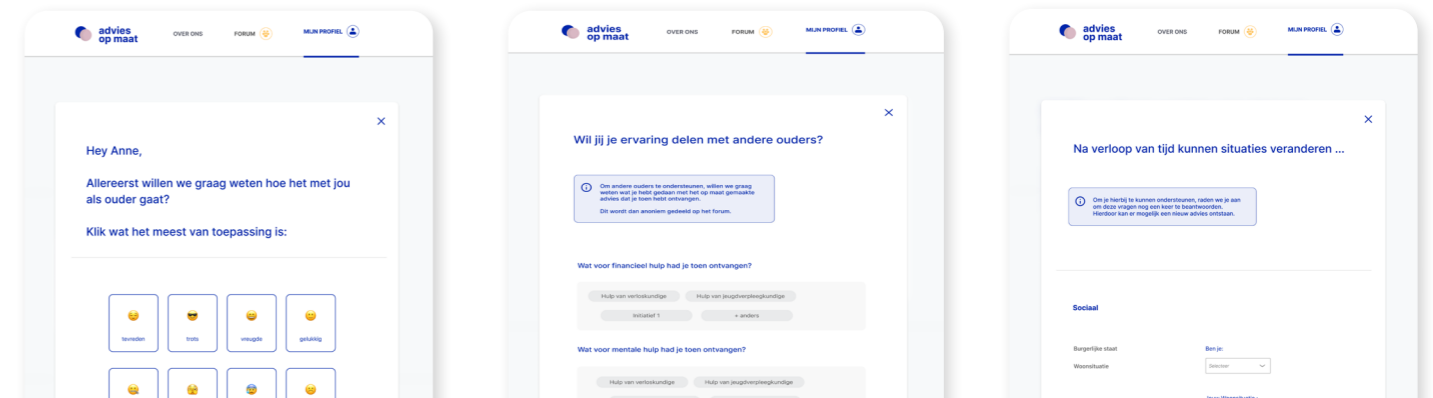 advies
op maat
OVER ONS
FORUM
MIJN PROFIEL
Hey Anne,
Allereerst willen we graag weten hoe het met jou
als ouder gaat?
Klik wat het meest van toepassing is:
tevreden
trots
vreugde
gelukkig
advies
op maat
OVER ONS
FORUM
MIJN PROFIEL
Wil jij je ervaring delen met andere ouders?
Om andere ouders te ondersteunen, willen we graag
weten wat je hebt gedaan met het op maat gemaakte
advies dat je toen hebt ontvangen.
Dit wordt dan anoniem gedeeld op het forum.
Wat voor financieel hulp had je toen ontvangen?
Hulp van verloskundige
Hulp van jeugdverpleegkundige
Initiatief 1
+ anders
Wat voor mentale hulp had je toen ontvangen?
Hulp van verloskundige
Hulp van jeugdverpleegkundige
advies
op maat
OVER ONS
FORUM
MIJN PROFIEL
Na verloop van tijd kunnen situaties veranderen ...
Om je hierbij te kunnen ondersteunen, raden we je aan
om deze vragen nog een keer te beantwoorden.
Hierdoor kan er mogelijk een nieuw advies ontstaan.
Sociaal
Burgerlijke staat
Ben je:
Woonsituatie
Selecteer